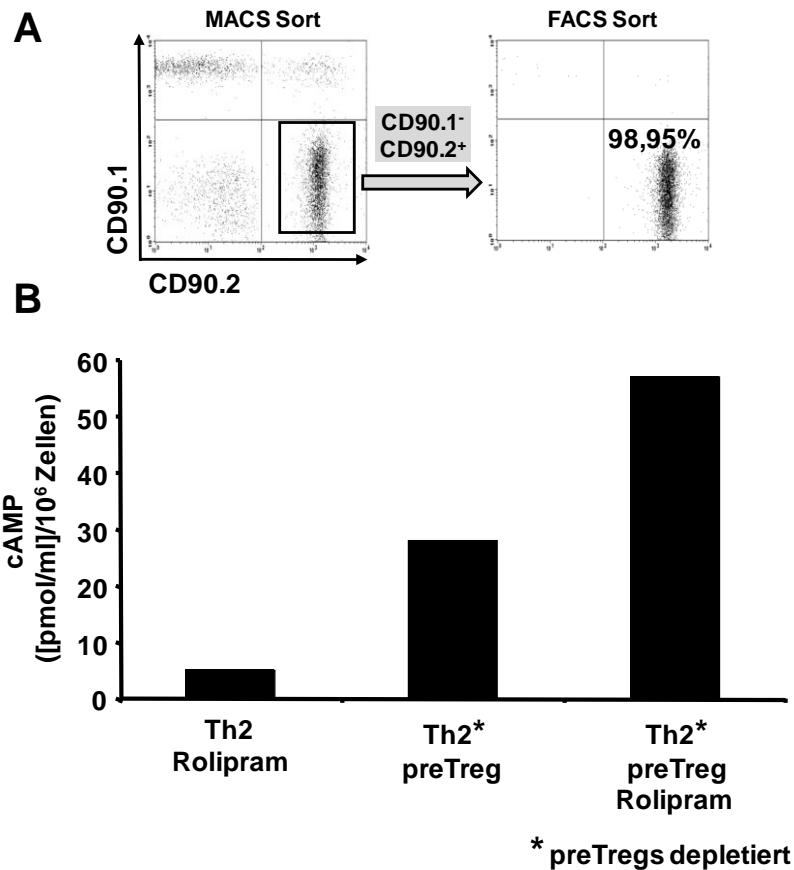 A
MACS Sort
FACS Sort
CD90.1⁻
CD90.2⁺
98,95%
CD90.1
CD90.2
B
cAMP
([pmol/ml]/10⁶ Zellen)
60
50
40
30
20
10
0
Th2
Rolipram
Th2*
preTreg
Th2*
preTreg
Rolipram
* preTregs depletiert